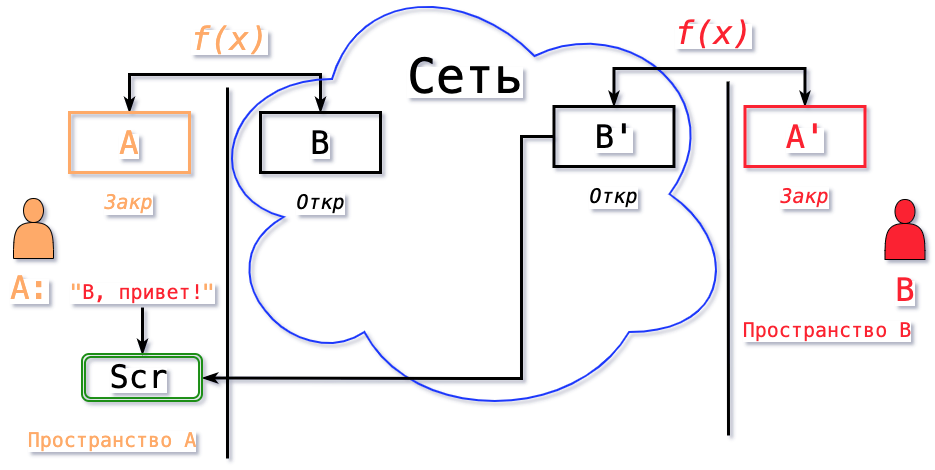 f(x)
f(x)
Сеть
A
B
B'
A'
Закр
Откр
Откр
Закр
A:
"В, привет!"
B
Пространство B
Scr
Пространство А